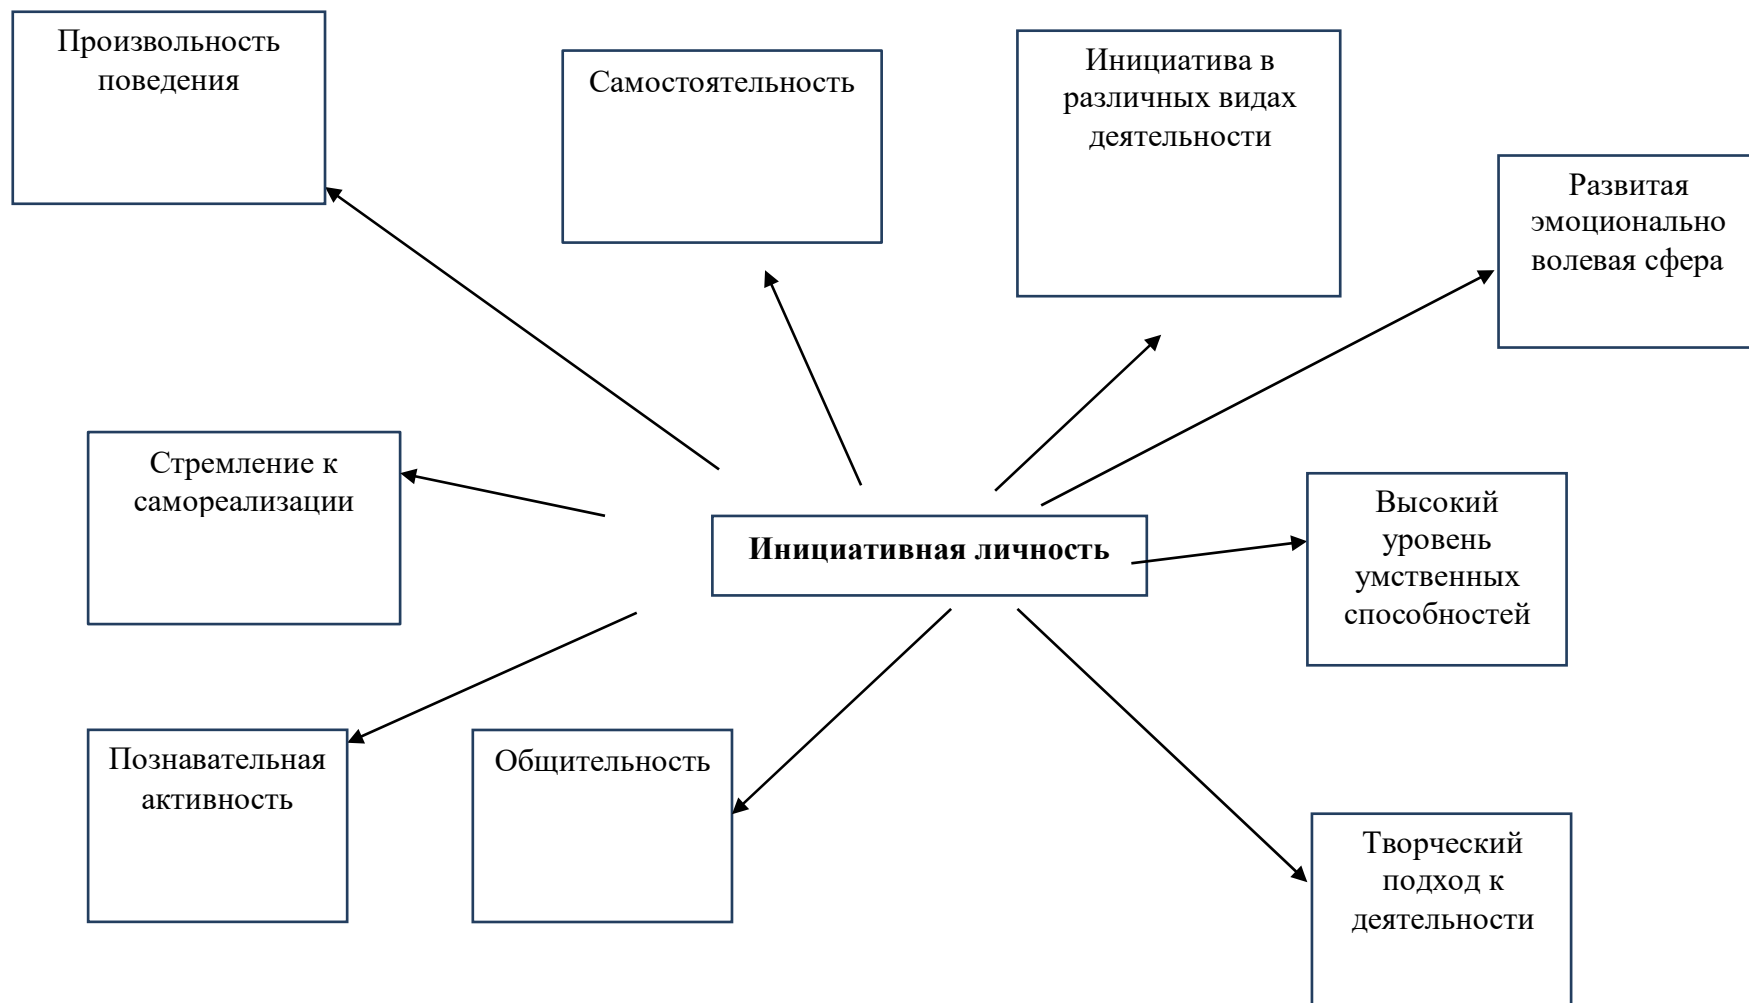 Произвольность
поведения
Самостоятельность
Инициатива в
различных видах
деятельности
Развитая
эмоционально
волевая сфера
Стремление к
самореализации
Инициативная личность
Высокий
уровень
умственных
способностей
Познавательная
активность
Общительность
Творческий
подход к
деятельности